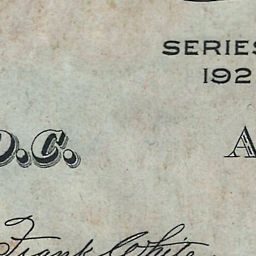 SERIES
192
D.C. A
Frank White